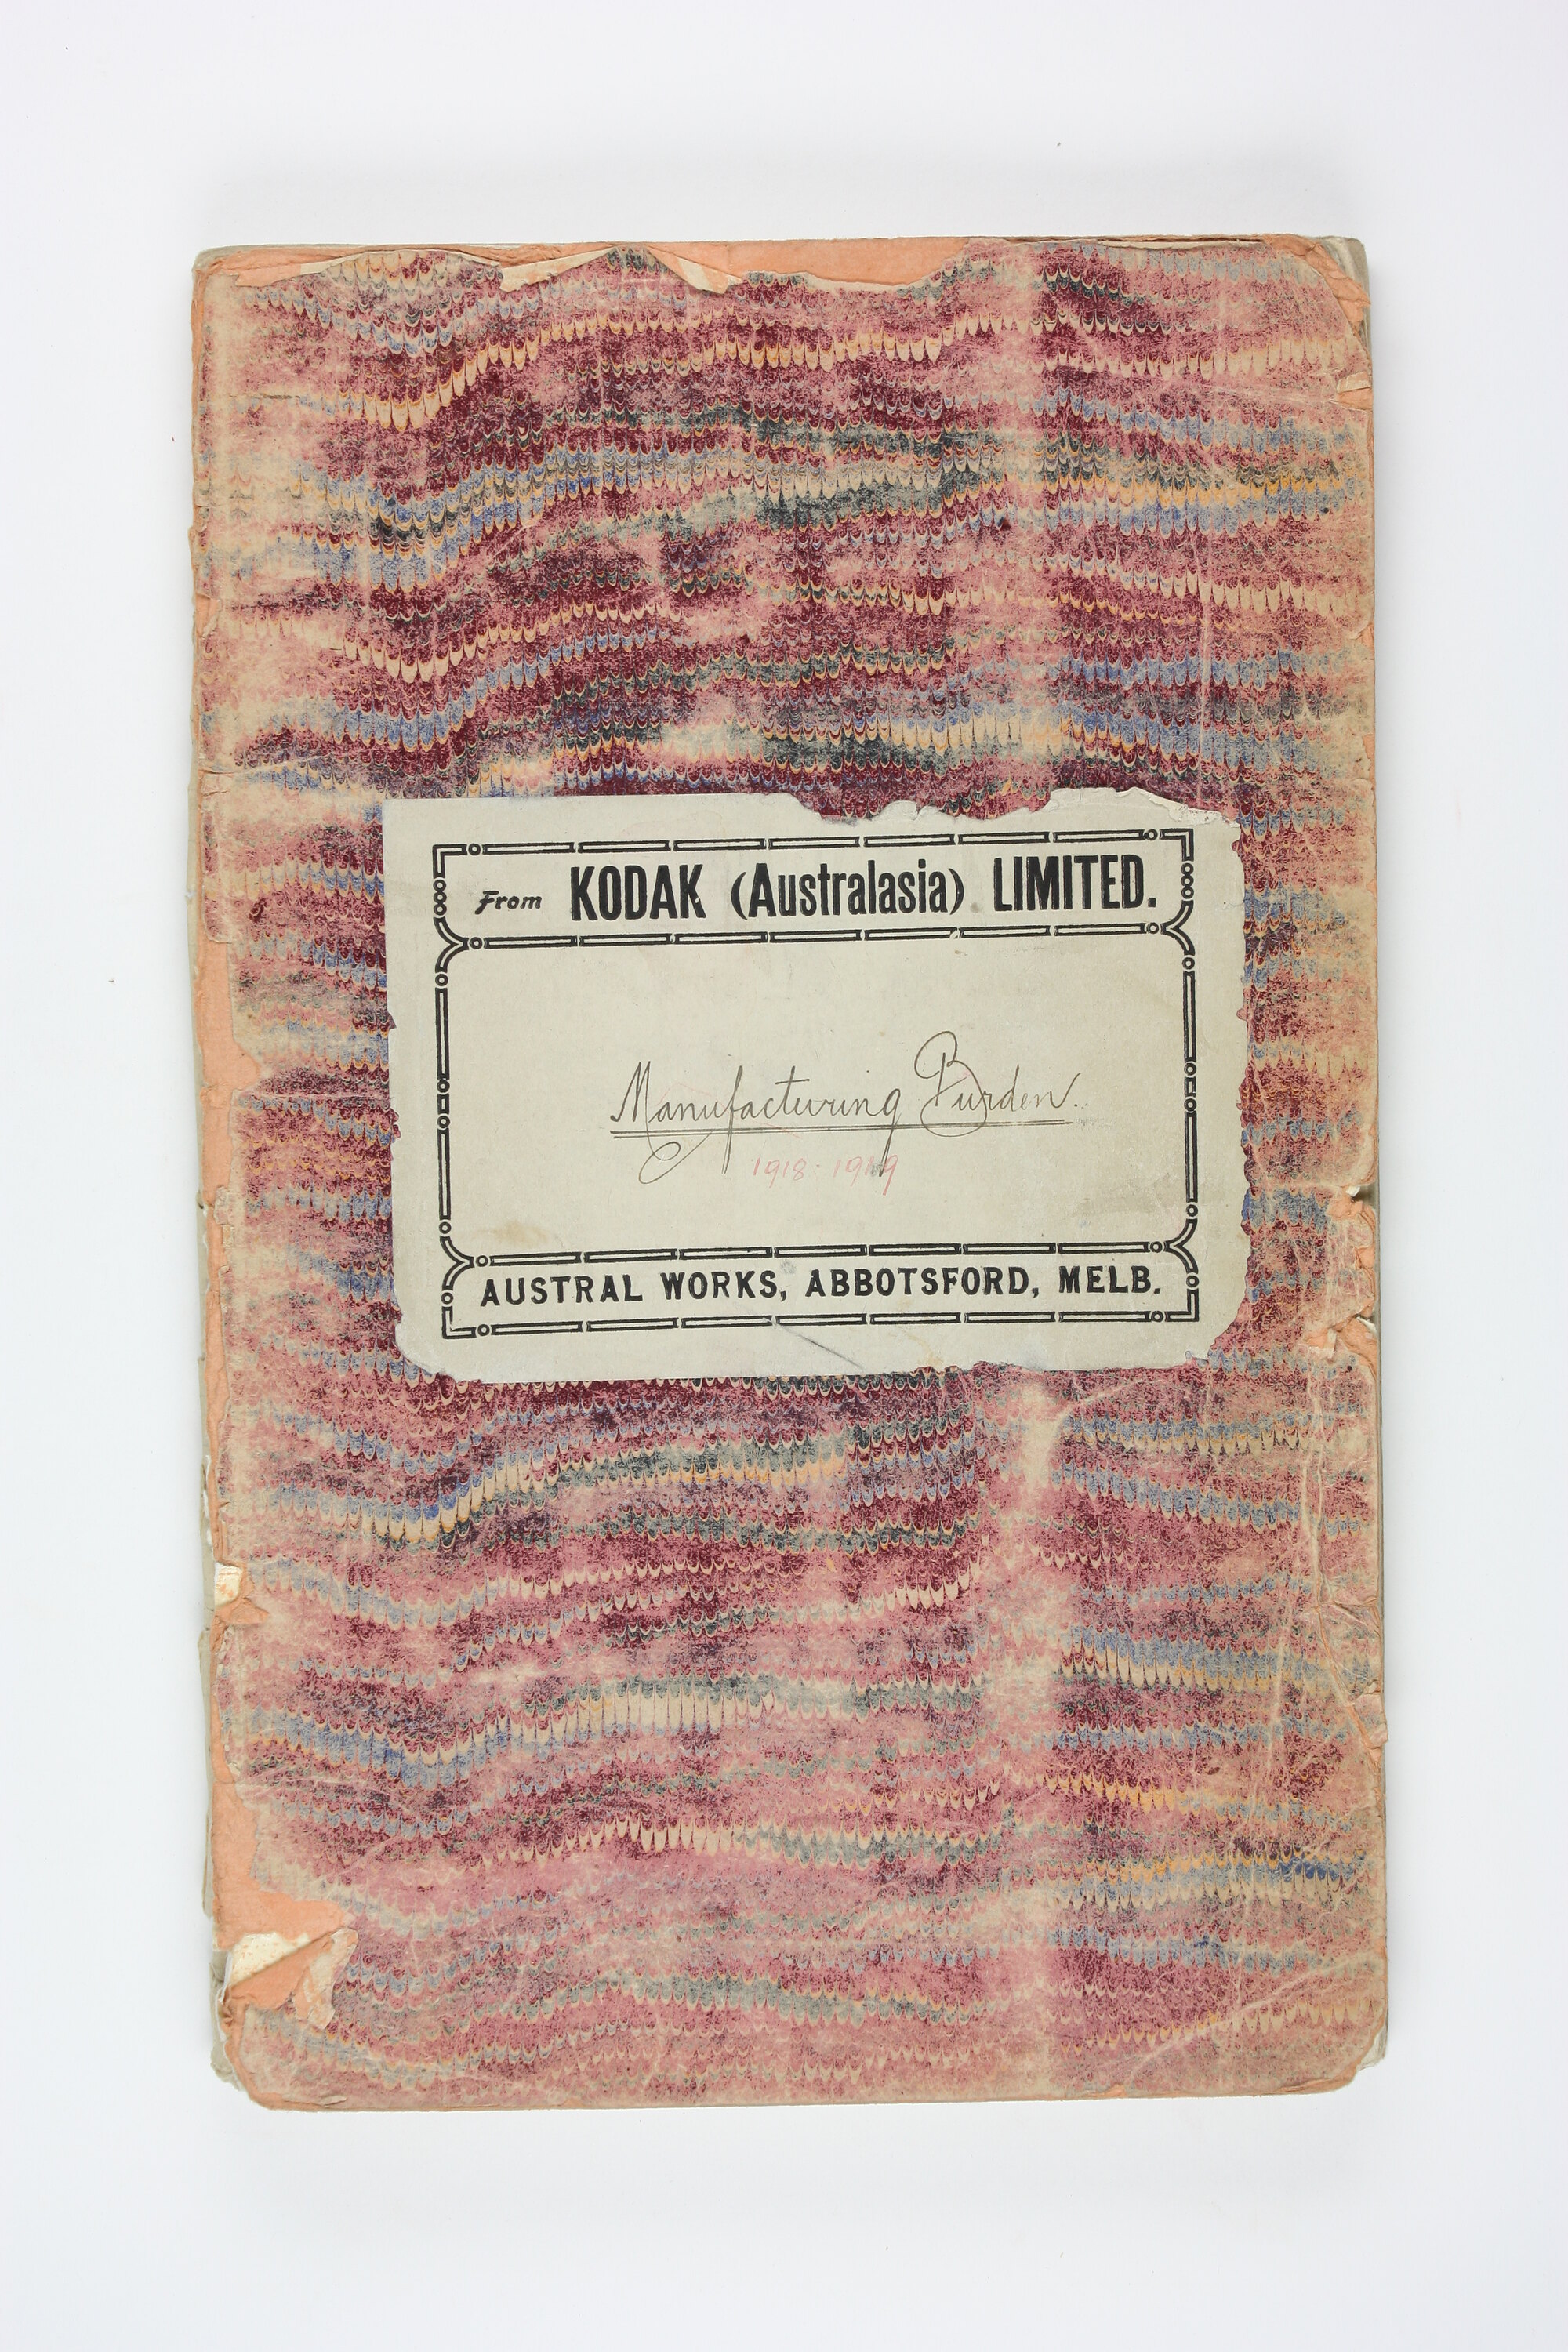 From KODAK (Australasia) LIMITED.
Manufacturing Burden.
1918-1919
AUSTRAL WORKS, ABBOTSFORD, MELB.